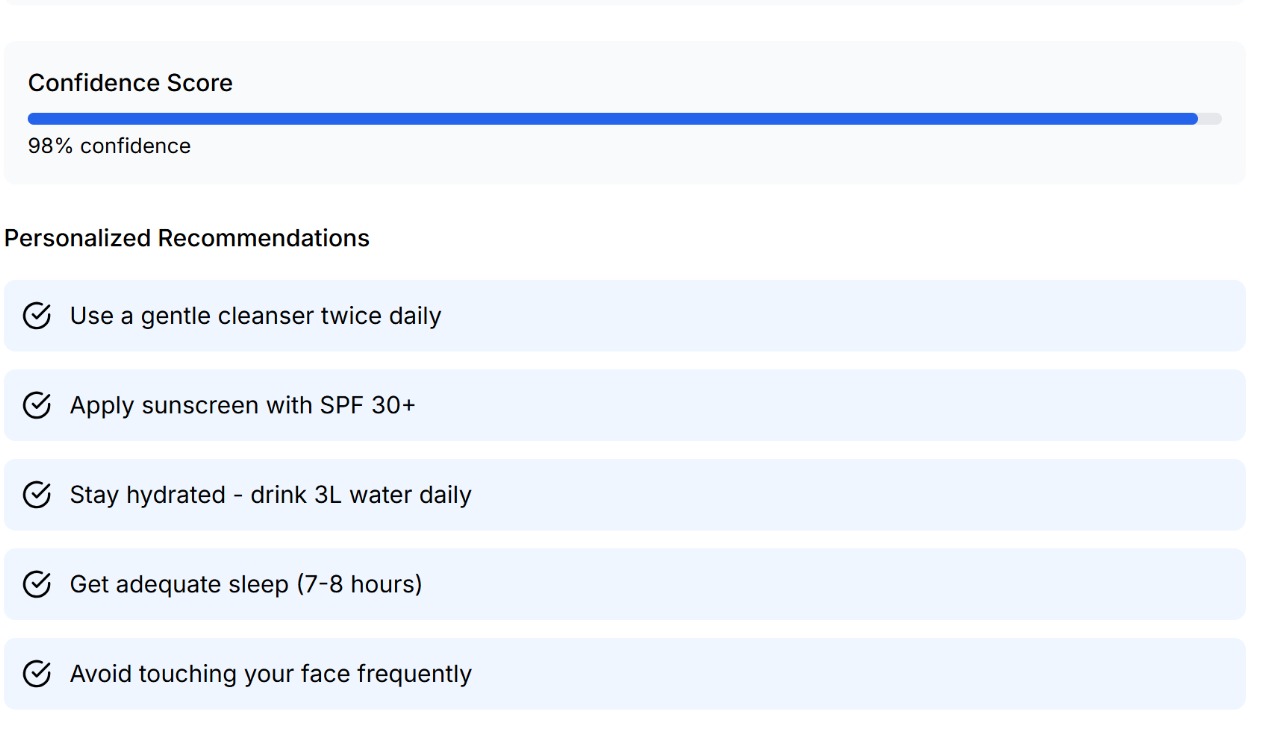 Confidence Score
98% confidence
Personalized Recommendations
Use a gentle cleanser twice daily
Apply sunscreen with SPF 30+
Stay hydrated - drink 3L water daily
Get adequate sleep (7-8 hours)
Avoid touching your face frequently